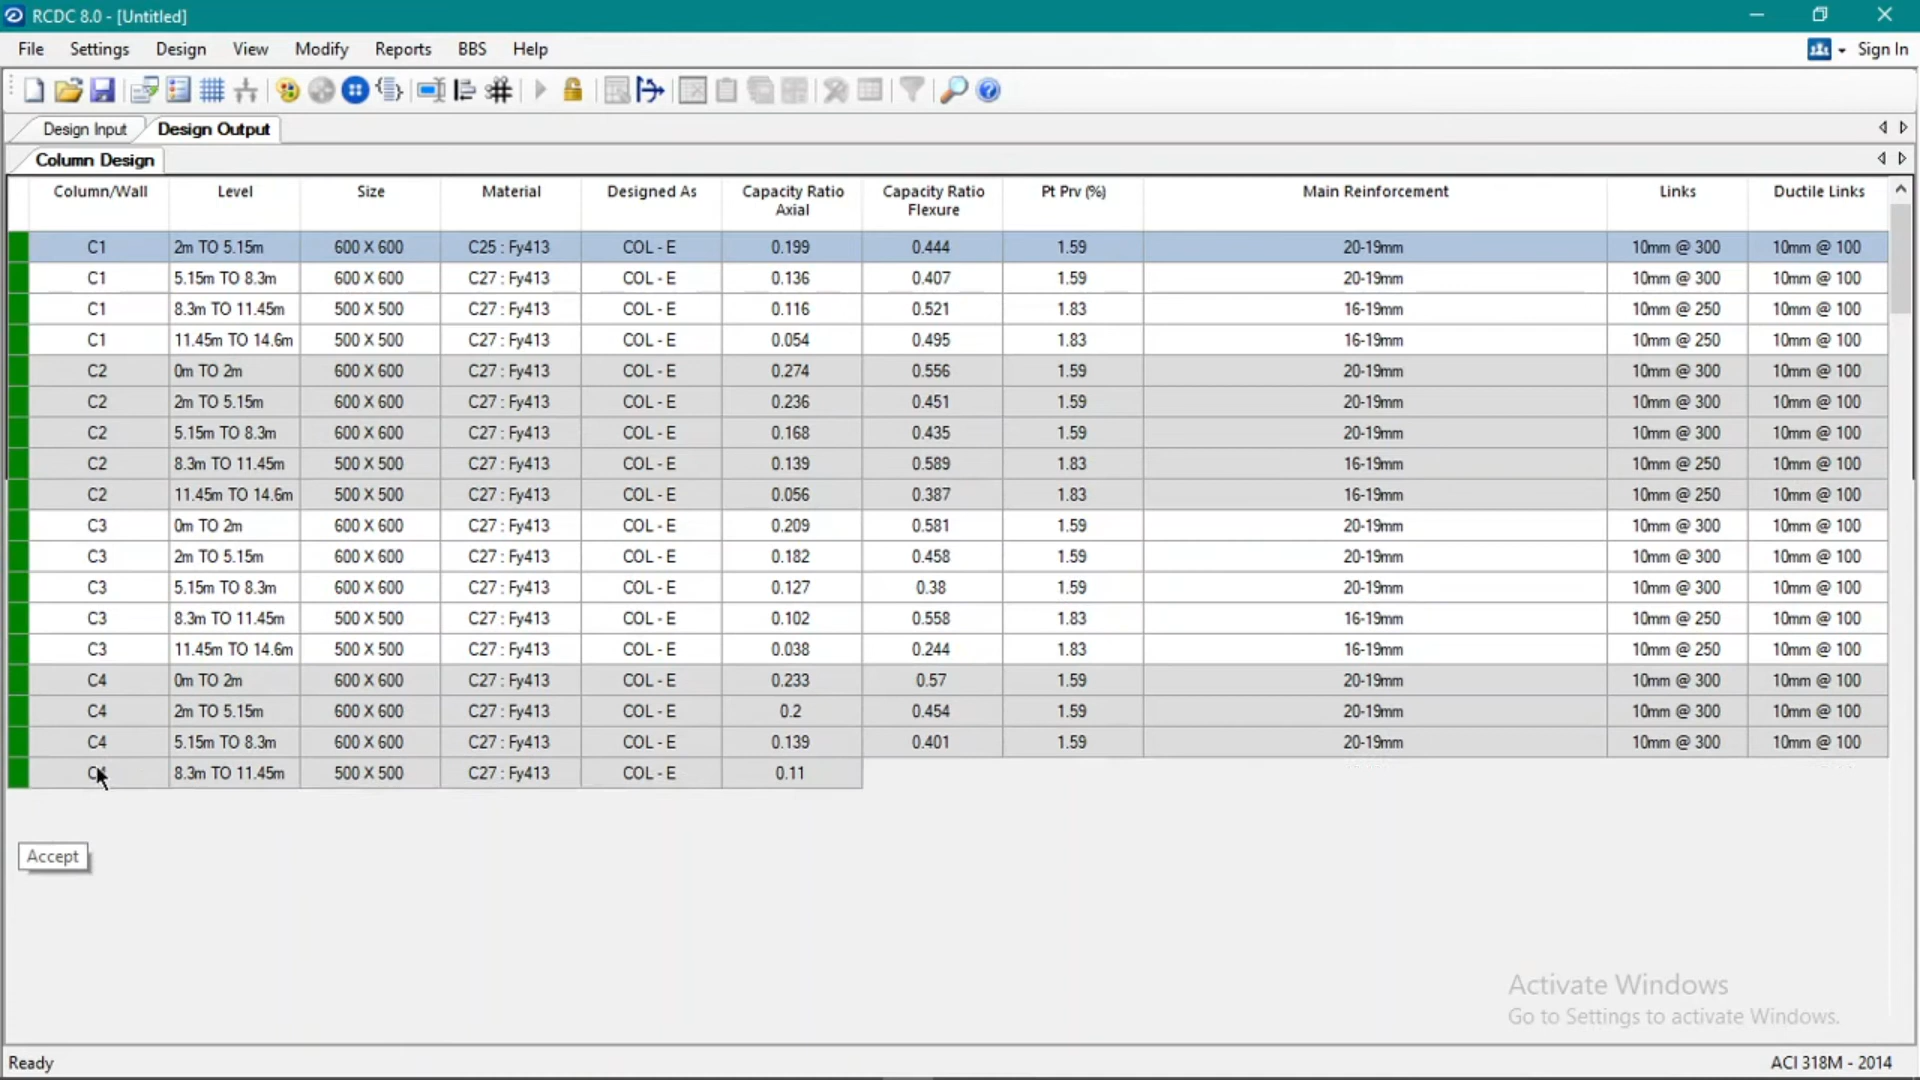 RCDC 8.0 - [Untitled]
File Settings Design View Modify Reports BBS Help Sign In
Design Input Design Output
Column Design
Column/Wall Level Size Material Designed As Capacity Ratio Axial Capacity Ratio Flexure Pt Prv (%) Main Reinforcement Links Ductile Links
C1 2m TO 5.15m 600 X 600 C25 : Fy413 COL - E 0.199 0.444 1.59 20-19mm 10mm @ 300 10mm @ 100
C1 5.15m TO 8.3m 600 X 600 C27 : Fy413 COL - E 0.136 0.407 1.59 20-19mm 10mm @ 300 10mm @ 100
C1 8.3m TO 11.45m 500 X 500 C27 : Fy413 COL - E 0.116 0.521 1.83 16-19mm 10mm @ 250 10mm @ 100
C1 11.45m TO 14.6m 500 X 500 C27 : Fy413 COL - E 0.054 0.495 1.83 16-19mm 10mm @ 250 10mm @ 100
C2 0m TO 2m 600 X 600 C27 : Fy413 COL - E 0.274 0.556 1.59 20-19mm 10mm @ 300 10mm @ 100
C2 2m TO 5.15m 600 X 600 C27 : Fy413 COL - E 0.236 0.451 1.59 20-19mm 10mm @ 300 10mm @ 100
C2 5.15m TO 8.3m 600 X 600 C27 : Fy413 COL - E 0.168 0.435 1.59 20-19mm 10mm @ 300 10mm @ 100
C2 8.3m TO 11.45m 500 X 500 C27 : Fy413 COL - E 0.139 0.589 1.83 16-19mm 10mm @ 250 10mm @ 100
C2 11.45m TO 14.6m 500 X 500 C27 : Fy413 COL - E 0.056 0.387 1.83 16-19mm 10mm @ 250 10mm @ 100
C3 0m TO 2m 600 X 600 C27 : Fy413 COL - E 0.209 0.581 1.59 20-19mm 10mm @ 300 10mm @ 100
C3 2m TO 5.15m 600 X 600 C27 : Fy413 COL - E 0.182 0.458 1.59 20-19mm 10mm @ 300 10mm @ 100
C3 5.15m TO 8.3m 600 X 600 C27 : Fy413 COL - E 0.127 0.38 1.59 20-19mm 10mm @ 300 10mm @ 100
C3 8.3m TO 11.45m 500 X 500 C27 : Fy413 COL - E 0.102 0.558 1.83 16-19mm 10mm @ 250 10mm @ 100
C3 11.45m TO 14.6m 500 X 500 C27 : Fy413 COL - E 0.038 0.244 1.83 16-19mm 10mm @ 250 10mm @ 100
C4 0m TO 2m 600 X 600 C27 : Fy413 COL - E 0.233 0.57 1.59 20-19mm 10mm @ 300 10mm @ 100
C4 2m TO 5.15m 600 X 600 C27 : Fy413 COL - E 0.2 0.454 1.59 20-19mm 10mm @ 300 10mm @ 100
C4 5.15m TO 8.3m 600 X 600 C27 : Fy413 COL - E 0.139 0.401 1.59 20-19mm 10mm @ 300 10mm @ 100
8.3m TO 11.45m 500 X 500 C27 : Fy413 COL - E 0.11
Accept
Activate Windows
Go to Settings to activate Windows.
Ready ACI 318M - 2014